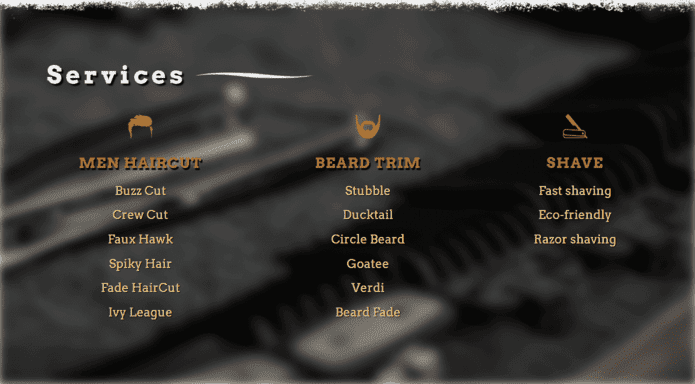 Services
MEN HAIRCUT
Buzz Cut
Crew Cut
Faux Hawk
Spiky Hair
Fade HairCut
Ivy League
BEARD TRIM
Stubble
Ducktail
Circle Beard
Goatee
Verdi
Beard Fade
SHAVE
Fast shaving
Eco-friendly
Razor shaving